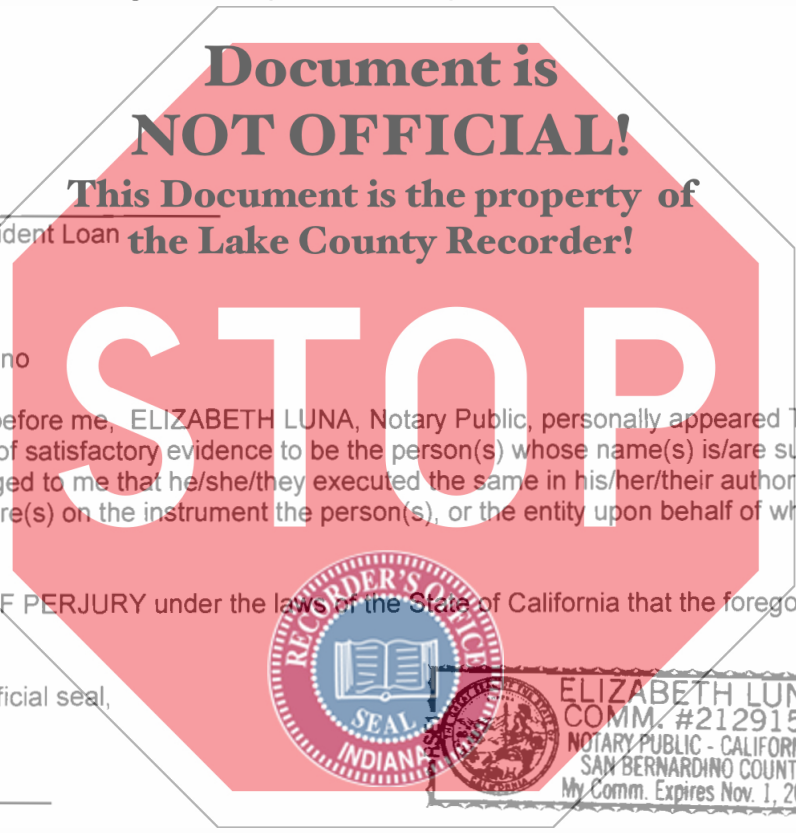 Document is
NOT OFFICIAL!
This Document is the property of
ident Loan
the Lake County Recorder!
STOP
no
before me, ELIZABETH LUNA, Notary Public, personally appeared T
of satisfactory evidence to be the person(s) whose name(s) is/are su
ged to me that he/she/they executed the same in his/her/their author
re(s) on the instrument the person(s), or the entity upon behalf of wh
F PERJURY under the laws of the State of California that the forego
RECORDER'S OFFICE
SEAL
INDIANA
ficial seal,
ELIZABETH LUN
COMM. #212915
NOTARY PUBLIC - CALIFORN
SAN BERNARDINO COUNT
My Comm. Expires Nov. 1, 20